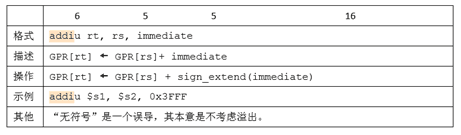 6 5 5 16
格式 addiu rt, rs, immediate
描述 GPR[rt] ← GPR[rs]+ immediate
操作 GPR[rt] ← GPR[rs] + sign_extend(immediate)
示例 addiu $s1, $s2, 0x3FFF
其他 “无符号”是一个误导，其本意是不考虑溢出。